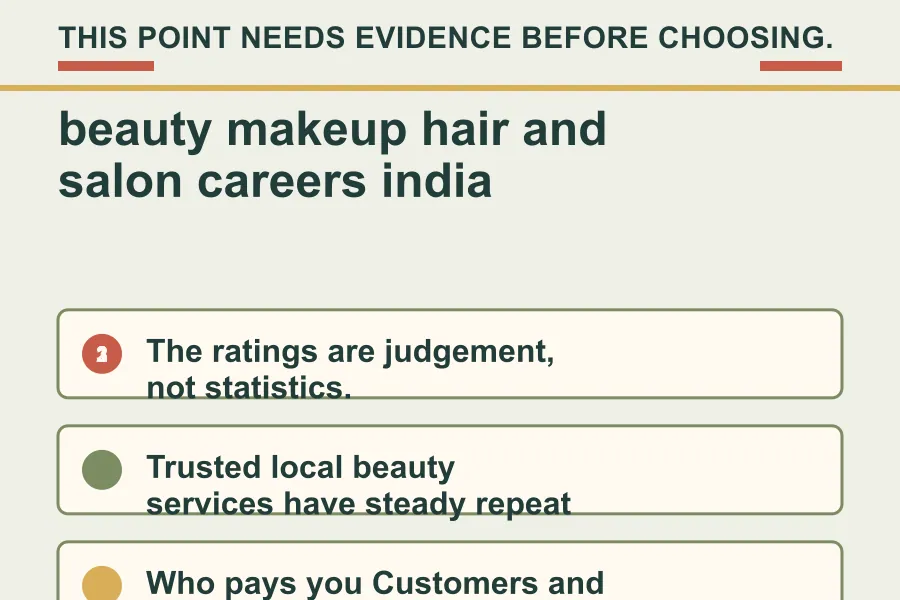 THIS POINT NEEDS EVIDENCE BEFORE CHOOSING.
beauty makeup hair and
salon careers india
The ratings are judgement,
not statistics.
Trusted local beauty
services have steady repeat
Who pays you Customers and